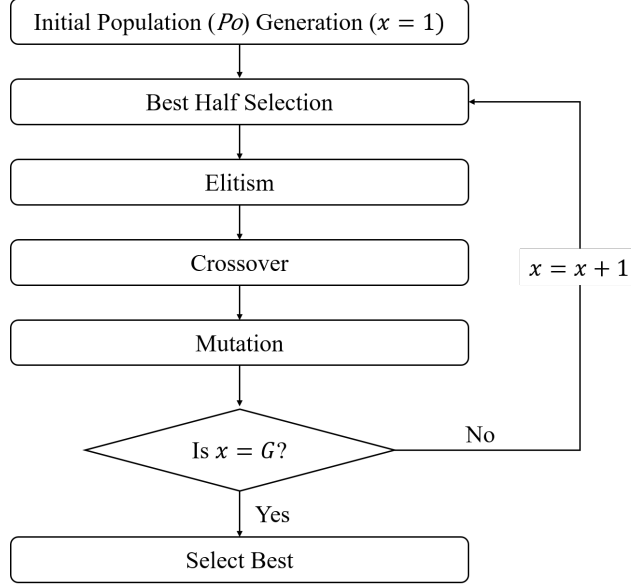 Initial Population (Po) Generation (x = 1)
Best Half Selection
Elitism
Crossover
x = x + 1
Mutation
Is x = G?
No
Yes
Select Best